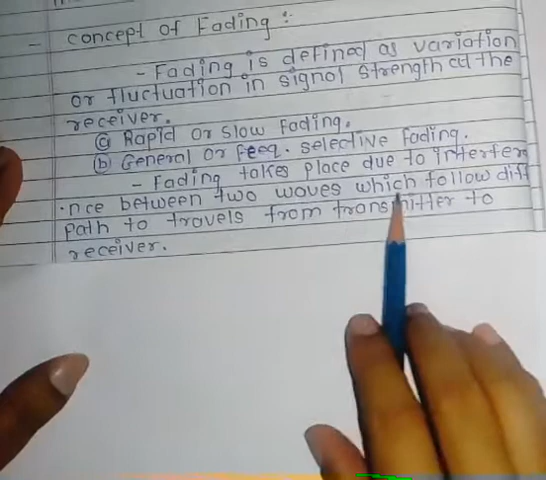 - concept of Fading :-
- Fading is defined as variation
or fluctuation in signal strength at the
receiver.
(a) Rapid or slow Fading.
(b) General or Freq. selective fading.
- Fading takes place due to interfer
.nce between two waves which follow diff
path to travels from transmitter to
receiver.